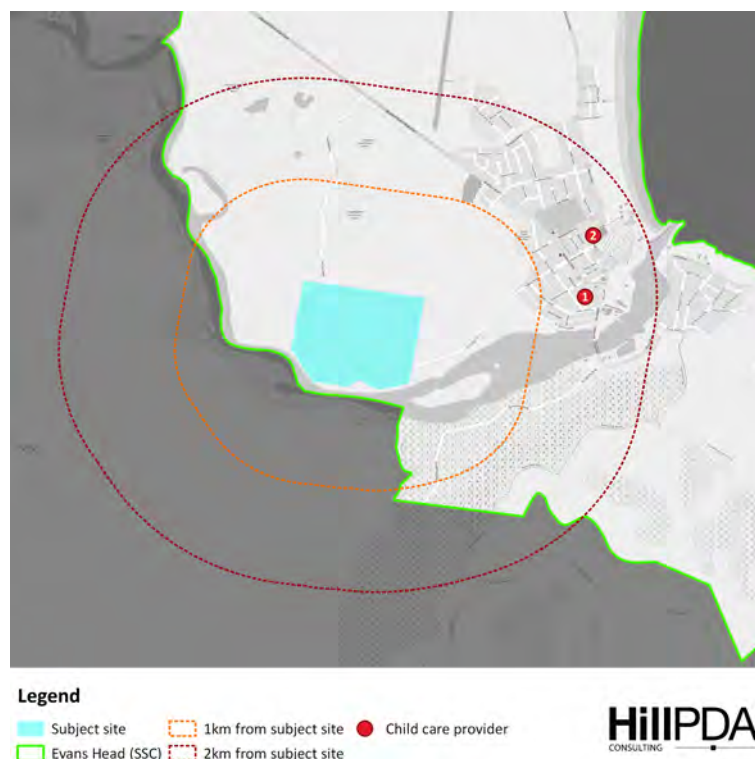 2
1
Legend
Subject site
1km from subject site
Child care provider
Evans Head (SSC)
2km from subject site
HillPDA
CONSULTING